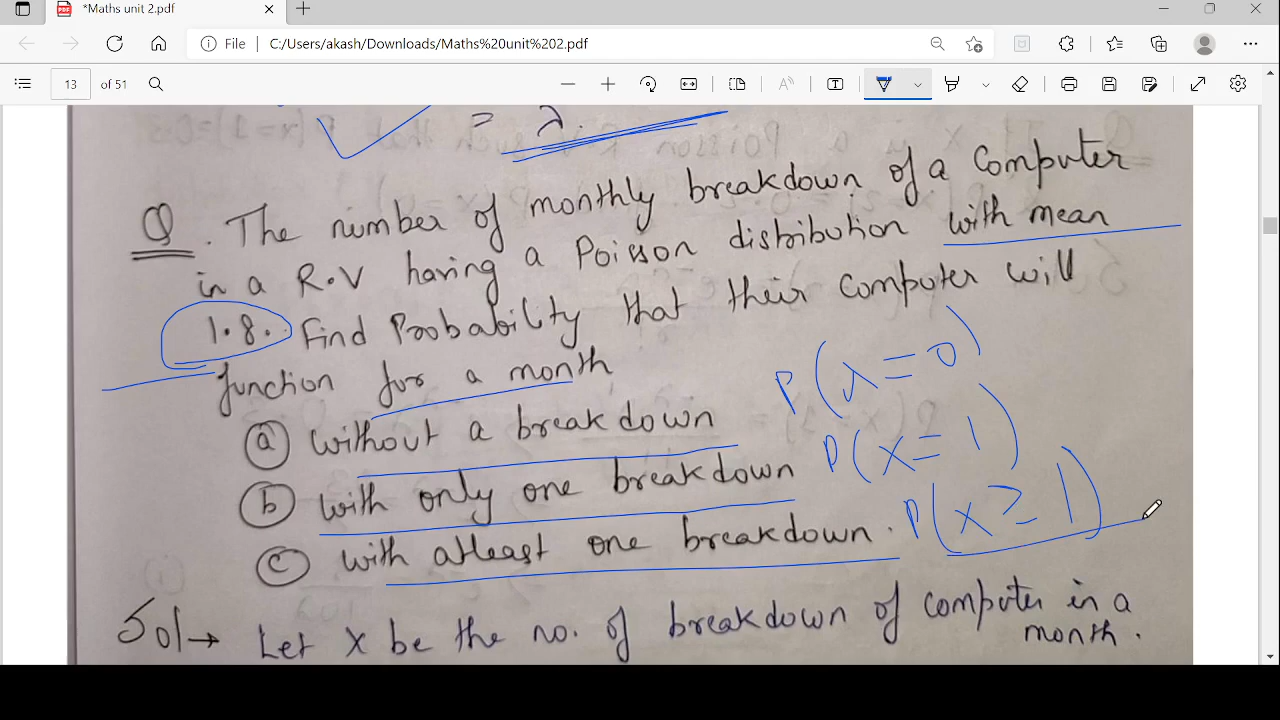 *Maths unit 2.pdf
File C:/Users/akash/Downloads/Maths%20unit%202.pdf
13 of 51
= λ.
Q. The number of monthly breakdown of a Computer
in a R.V having a Poisson distribution with mean
1.8. Find Probability that their computer will
function for a month
P(x=0)
(a) without a breakdown
P(x=1)
(b) with only one breakdown
P(x≥1)
(c) with atleast one breakdown.
Sol→ Let X be the no. of breakdown of computer in a
month.